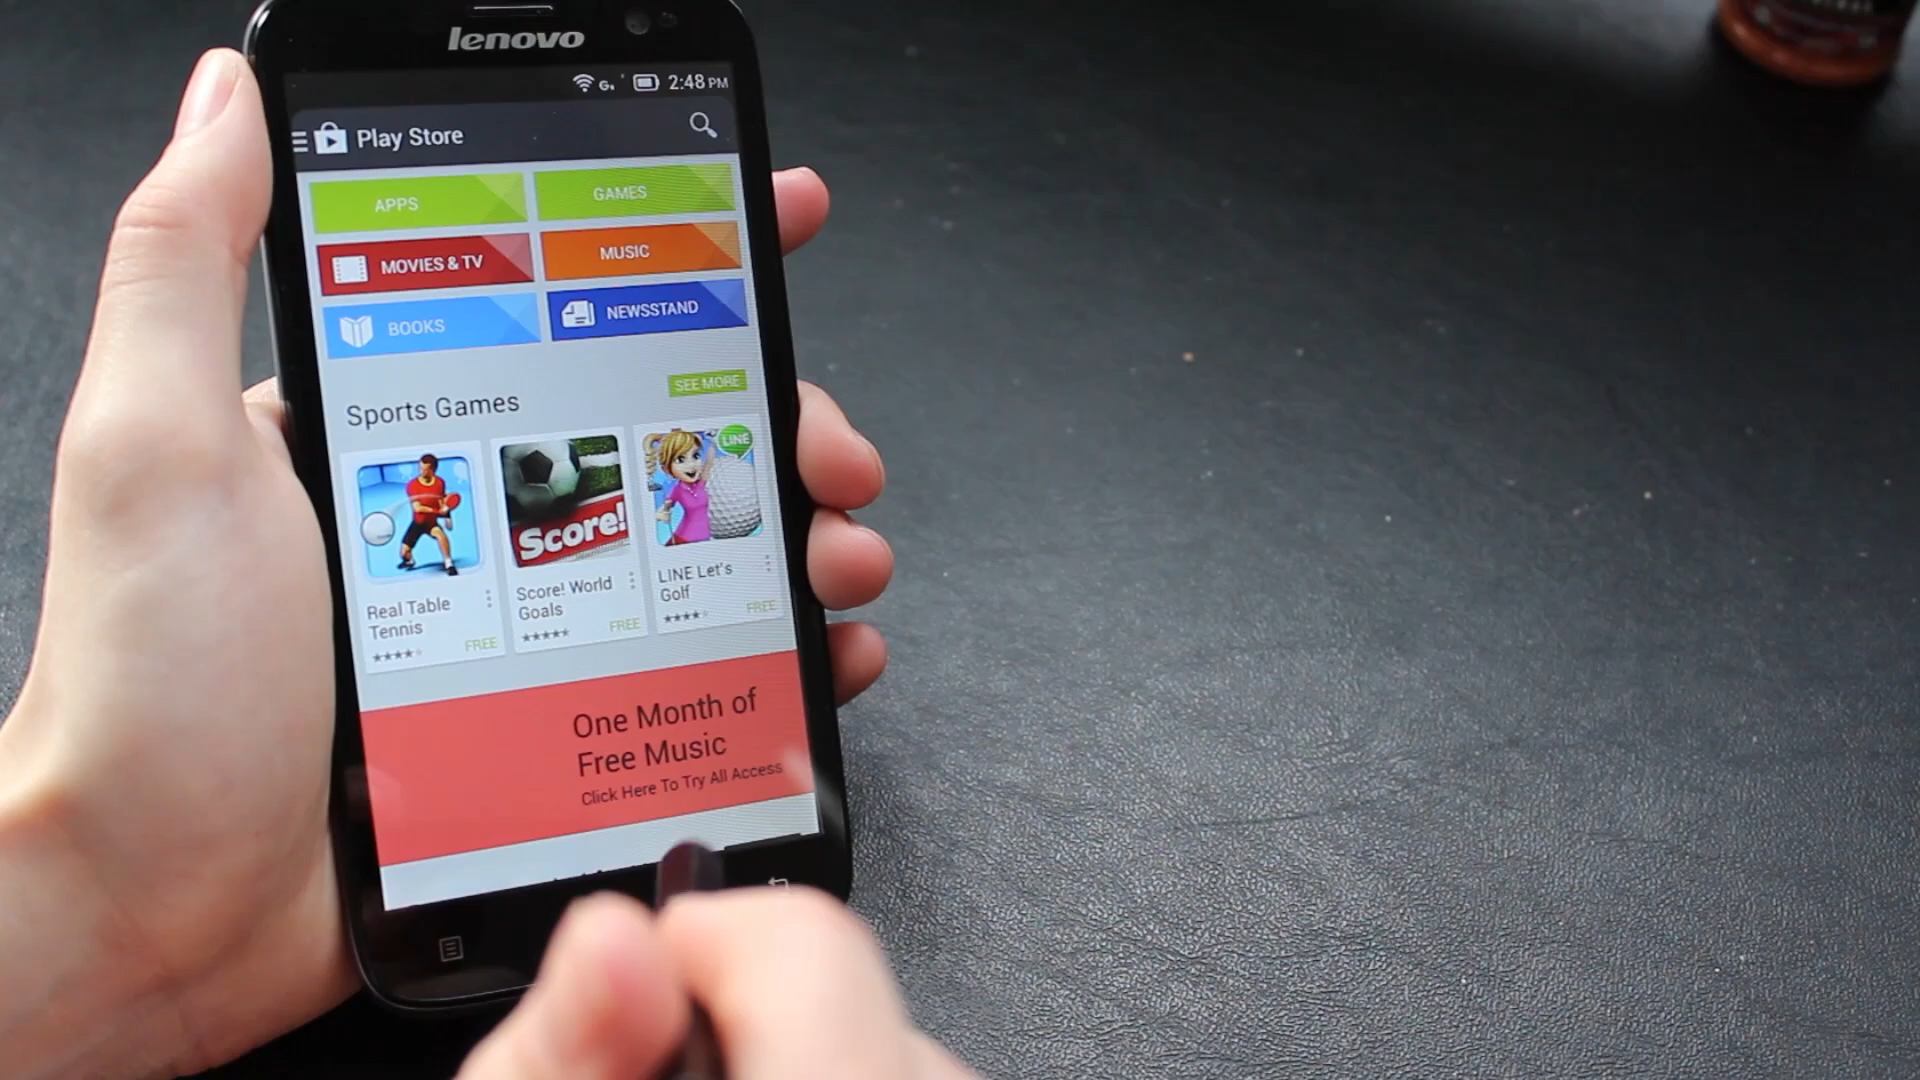 lenovo
2:48 PM
Play Store
APPS
GAMES
MOVIES & TV
MUSIC
BOOKS
NEWSSTAND
SEE MORE
Sports Games
Score!
LINE
Real Table
Tennis
FREE
Score! World
Goals
FREE
LINE Let's
Golf
FREE
One Month of
Free Music
Click Here To Try All Access